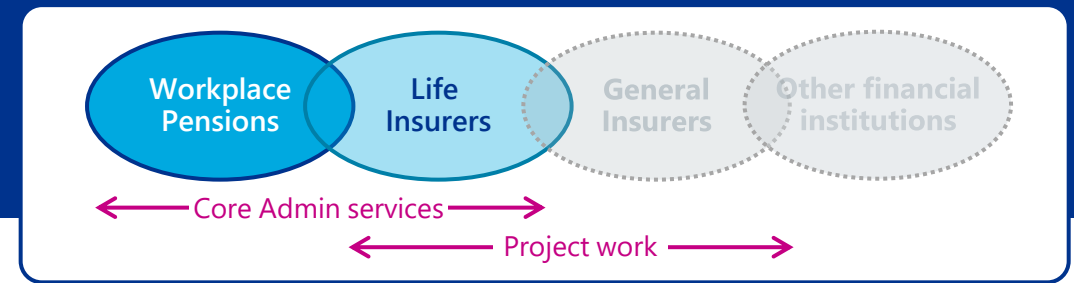 Workplace
Pensions
Life
Insurers
General
Insurers
Other financial
institutions
Core Admin services
Project work